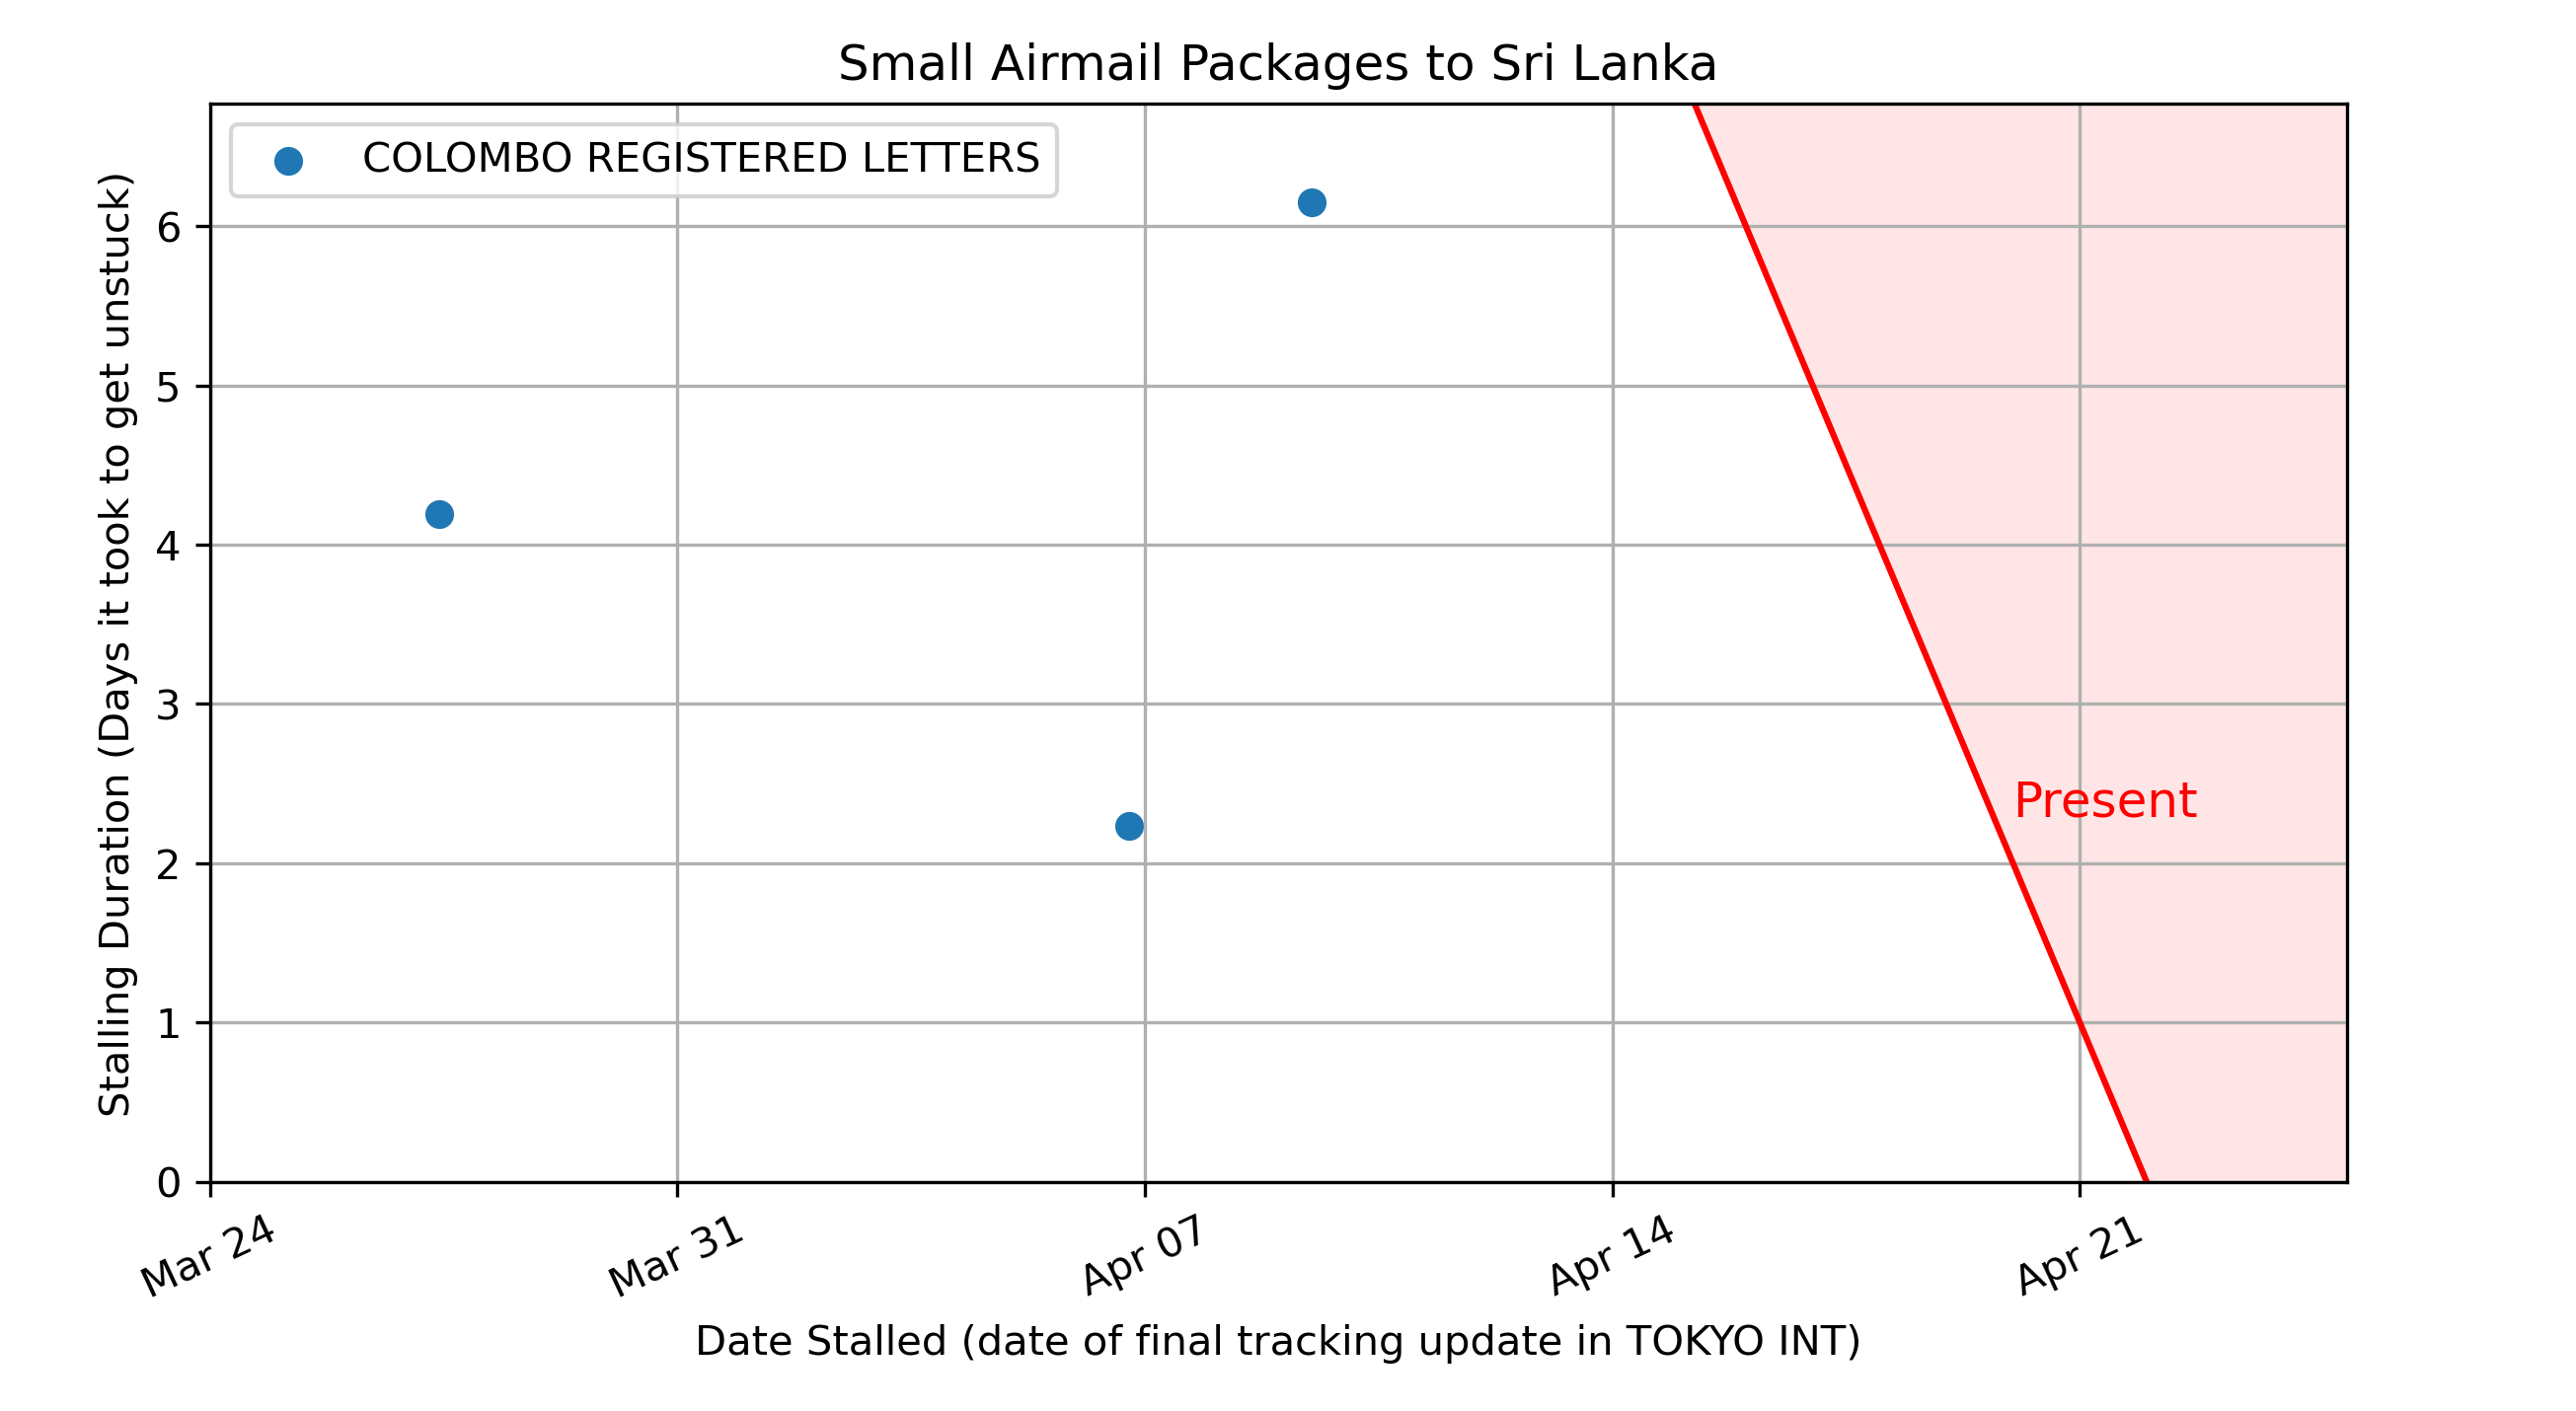 Small Airmail Packages to Sri Lanka
COLOMBO REGISTERED LETTERS
Stalling Duration (Days it took to get unstuck)
6
5
4
3
2
1
0
Present
Mar 24
Mar 31
Apr 07
Apr 14
Apr 21
Date Stalled (date of final tracking update in TOKYO INT)